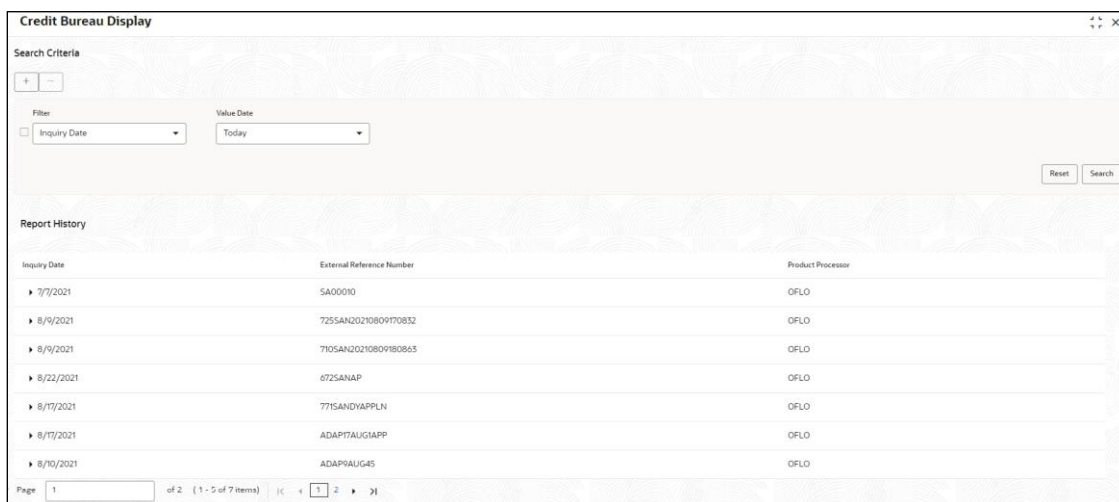 Credit Bureau Display
Search Criteria
+ −
Filter Value Date
Inquiry Date Today
Reset Search
Report History
Inquiry Date External Reference Number Product Processor
7/7/2021 SA00010 OFLO
8/9/2021 725SAN20210809170832 OFLO
8/9/2021 710SAN20210809180863 OFLO
8/22/2021 672SANAP OFLO
8/17/2021 771SANDYAPPLN OFLO
8/17/2021 ADAP17AUG1APP OFLO
8/10/2021 ADAP9AUG45 OFLO
Page 1 of 2 (1 - 5 of 7 items) 1 2